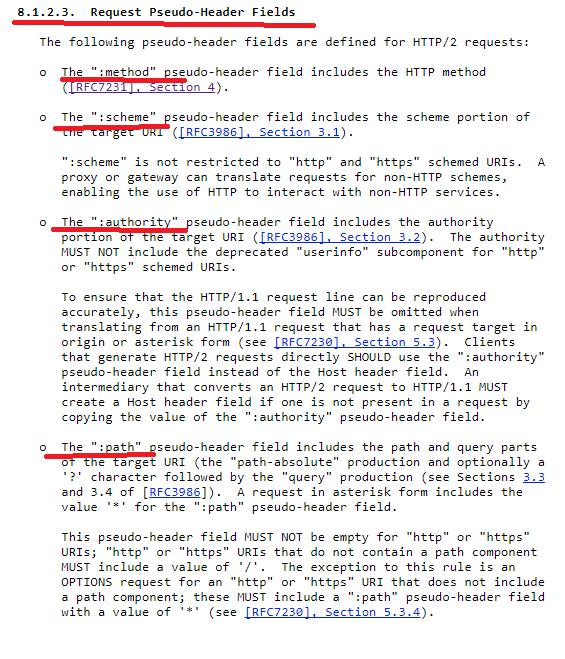 8.1.2.3. Request Pseudo-Header Fields
The following pseudo-header fields are defined for HTTP/2 requests:
o The ":method" pseudo-header field includes the HTTP method
([RFC7231], Section 4).
o The ":scheme" pseudo-header field includes the scheme portion of
the target URI ([RFC3986], Section 3.1).
":scheme" is not restricted to "http" and "https" schemed URIs. A
proxy or gateway can translate requests for non-HTTP schemes,
enabling the use of HTTP to interact with non-HTTP services.
o The ":authority" pseudo-header field includes the authority
portion of the target URI ([RFC3986], Section 3.2). The authority
MUST NOT include the deprecated "userinfo" subcomponent for "http"
or "https" schemed URIs.
To ensure that the HTTP/1.1 request line can be reproduced
accurately, this pseudo-header field MUST be omitted when
translating from an HTTP/1.1 request that has a request target in
origin or asterisk form (see [RFC7230], Section 5.3). Clients
that generate HTTP/2 requests directly SHOULD use the ":authority"
pseudo-header field instead of the Host header field. An
intermediary that converts an HTTP/2 request to HTTP/1.1 MUST
create a Host header field if one is not present in a request by
copying the value of the ":authority" pseudo-header field.
o The ":path" pseudo-header field includes the path and query parts
of the target URI (the "path-absolute" production and optionally a
'?' character followed by the "query" production (see Sections 3.3
and 3.4 of [RFC3986]). A request in asterisk form includes the
value '*' for the ":path" pseudo-header field.
This pseudo-header field MUST NOT be empty for "http" or "https"
URIs; "http" or "https" URIs that do not contain a path component
MUST include a value of '/'. The exception to this rule is an
OPTIONS request for an "http" or "https" URI that does not include
a path component; these MUST include a ":path" pseudo-header field
with a value of '*' (see [RFC7230], Section 5.3.4).